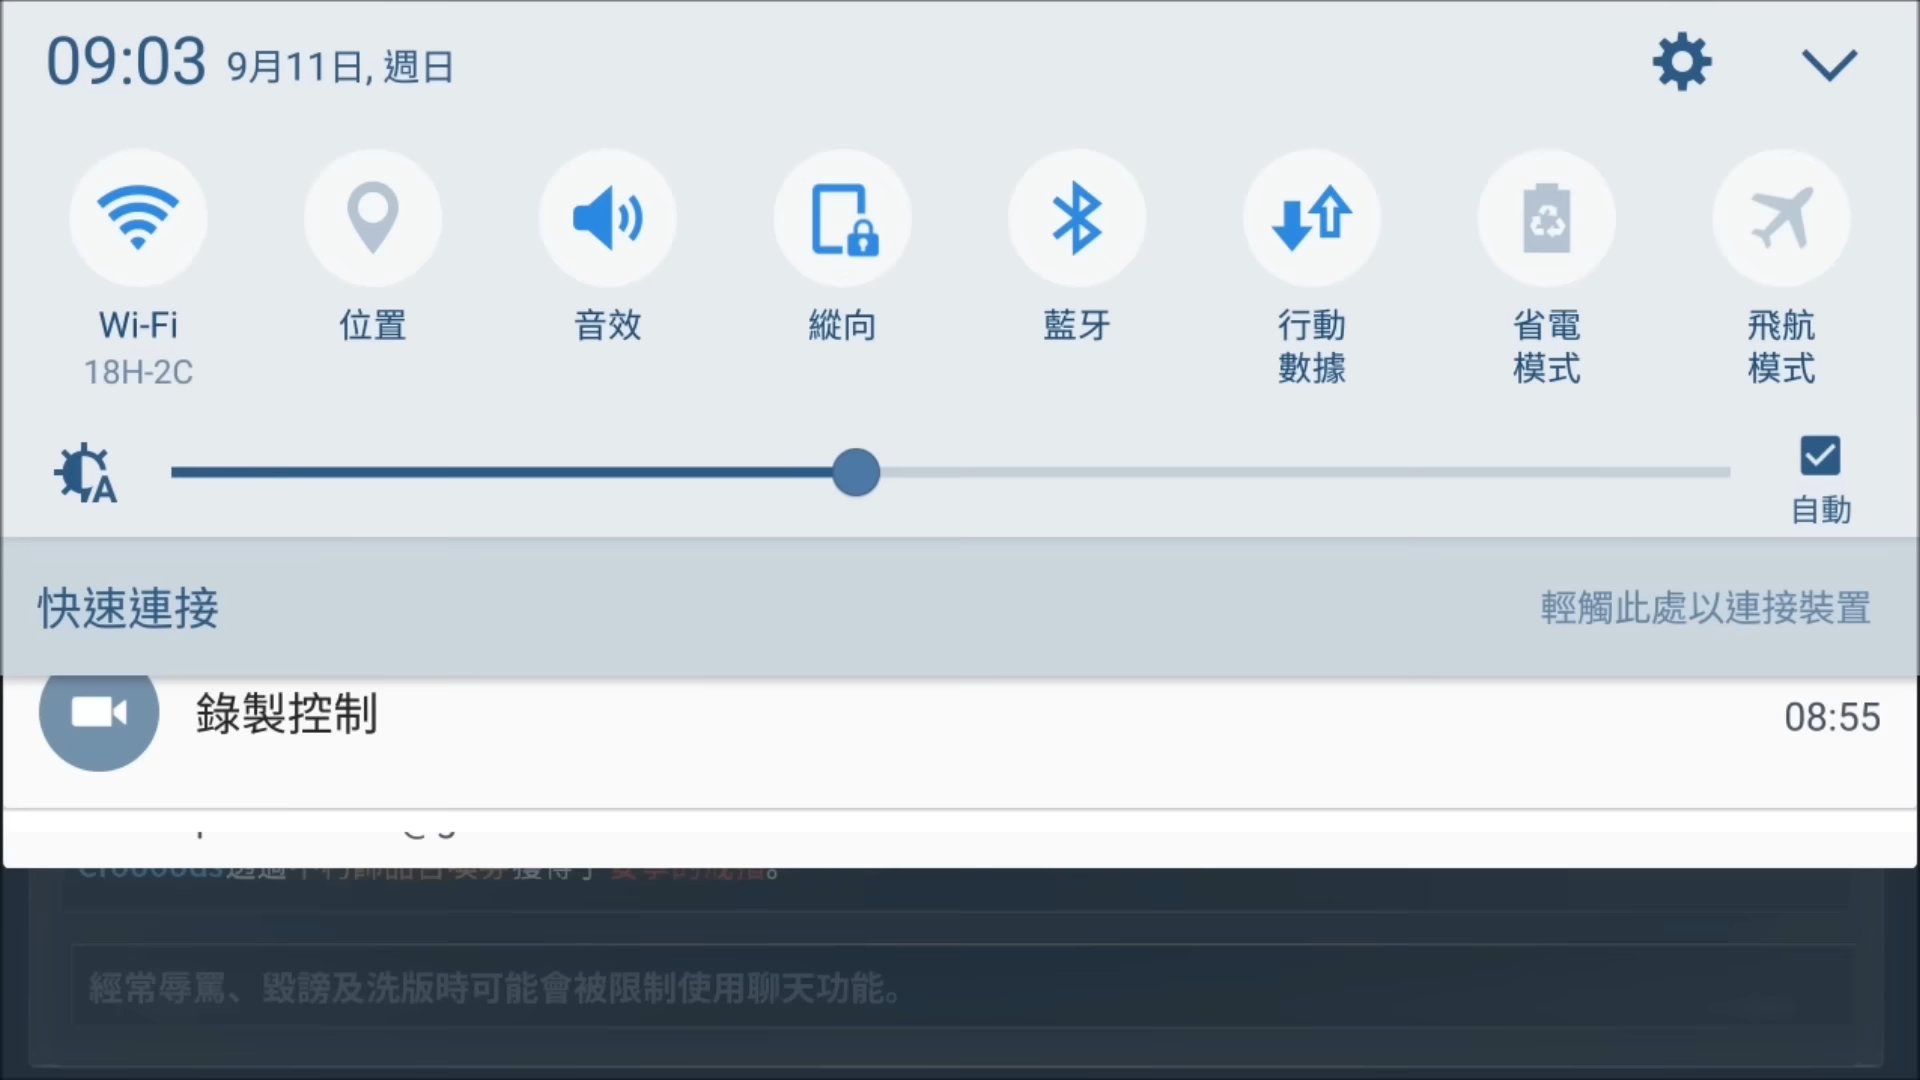 09:03 9月11日, 週日
Wi-Fi 位置 音效 縱向 藍牙 行動 省電 飛航
18H-2C 數據 模式 模式
自動
快速連接 輕觸此處以連接裝置
錄製控制 08:55
經常辱罵、毀謗及洗版時可能會被限制使用聊天功能。